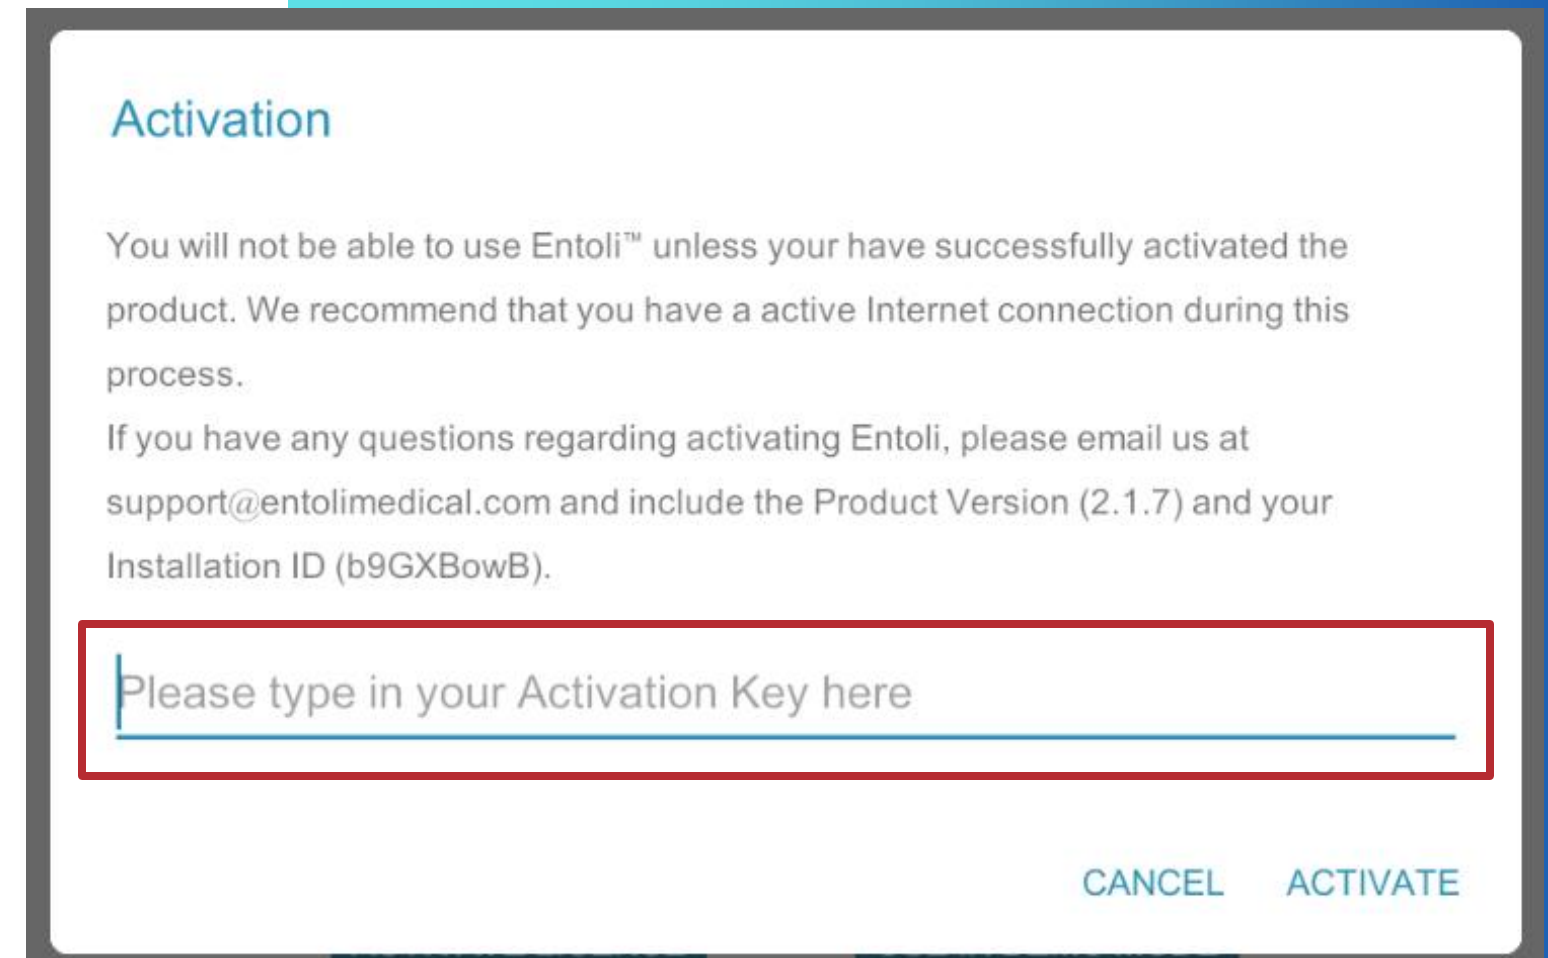 Activation
You will not be able to use Entoli™ unless your have successfully activated the
product. We recommend that you have a active Internet connection during this
process.
If you have any questions regarding activating Entoli, please email us at
support@entolimedical.com and include the Product Version (2.1.7) and your
Installation ID (b9GXBowB).
Please type in your Activation Key here
CANCEL ACTIVATE